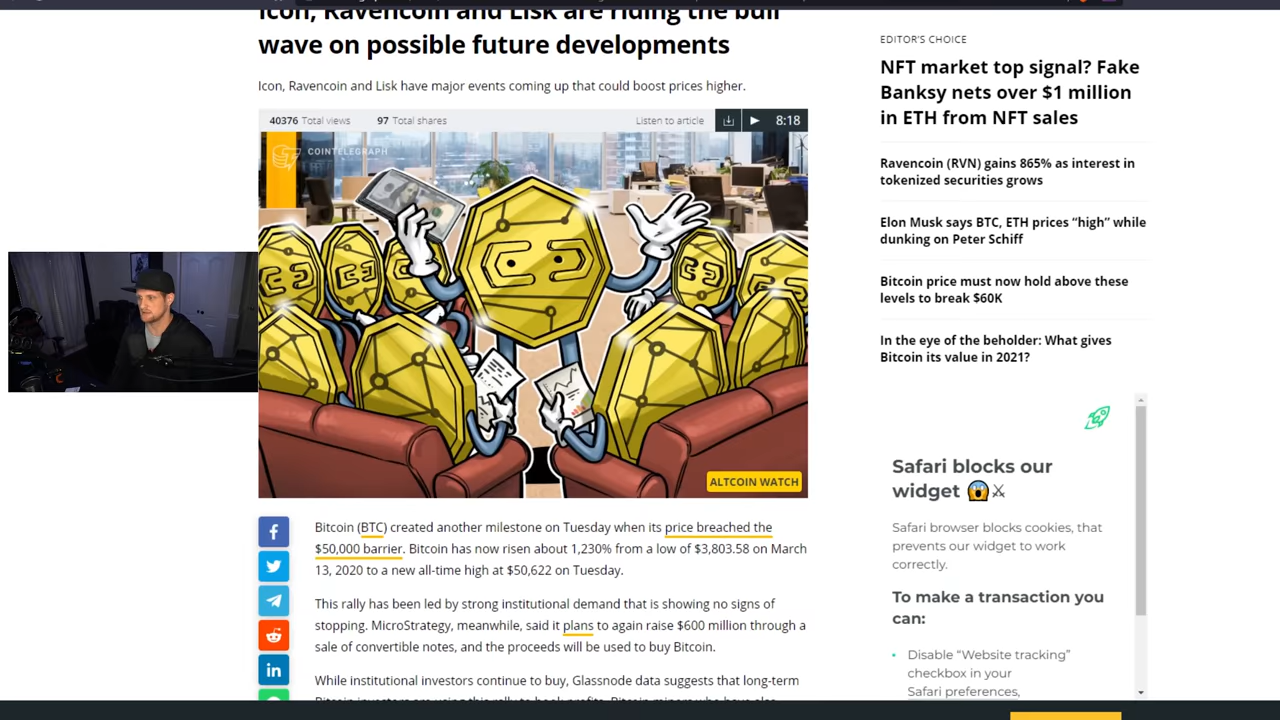 Icon, Ravencoin and Lisk are riding the bull
wave on possible future developments
Icon, Ravencoin and Lisk have major events coming up that could boost prices higher.
40376 Total views
97 Total shares
Listen to article
8:18
COINTELEGRAPH
ALTCOIN WATCH
Bitcoin (BTC) created another milestone on Tuesday when its price breached the
$50,000 barrier. Bitcoin has now risen about 1,230% from a low of $3,803.58 on March
13, 2020 to a new all-time high at $50,622 on Tuesday.
This rally has been led by strong institutional demand that is showing no signs of
stopping. MicroStrategy, meanwhile, said it plans to again raise $600 million through a
sale of convertible notes, and the proceeds will be used to buy Bitcoin.
While institutional investors continue to buy, Glassnode data suggests that long-term
EDITOR'S CHOICE
NFT market top signal? Fake
Banksy nets over $1 million
in ETH from NFT sales
Ravencoin (RVN) gains 865% as interest in
tokenized securities grows
Elon Musk says BTC, ETH prices “high” while
dunking on Peter Schiff
Bitcoin price must now hold above these
levels to break $60K
In the eye of the beholder: What gives
Bitcoin its value in 2021?
Safari blocks our
widget 😱⚔
Safari browser blocks cookies, that
prevents our widget to work
correctly.
To make a transaction you
can:
Disable “Website tracking”
checkbox in your
Safari preferences,